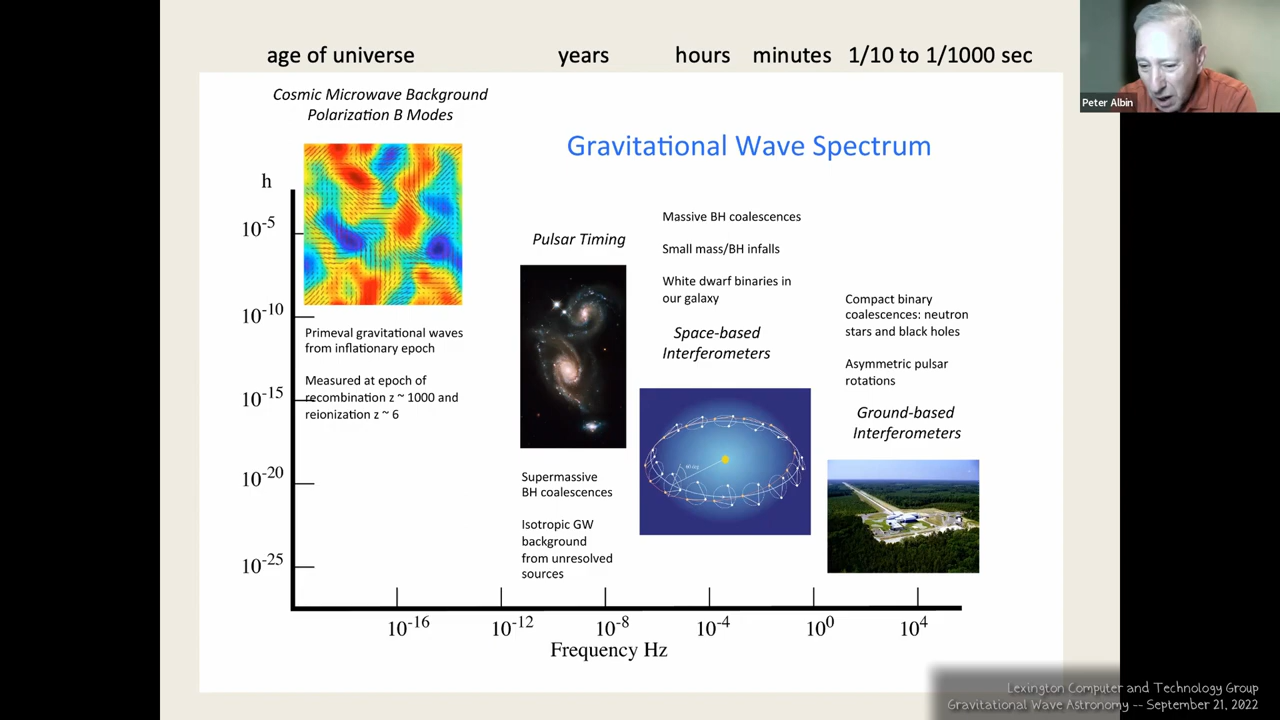 age of universe years hours minutes 1/10 to 1/1000 sec
Peter Albin
Cosmic Microwave Background
Polarization B Modes
Gravitational Wave Spectrum
h
10-5
10-10
10-15
10-20
10-25
Primeval gravitational waves
from inflationary epoch
Measured at epoch of
recombination z ~ 1000 and
reionization z ~ 6
Pulsar Timing
Supermassive
BH coalescences
Isotropic GW
background
from unresolved
sources
Massive BH coalescences
Small mass/BH infalls
White dwarf binaries in
our galaxy
Space-based
Interferometers
Compact binary
coalescences: neutron
stars and black holes
Asymmetric pulsar
rotations
Ground-based
Interferometers
10-16 10-12 10-8 10-4 100 104
Frequency Hz
Lexington Computer and Technology Group
Gravitational Wave Astronomy -- September 21, 2022